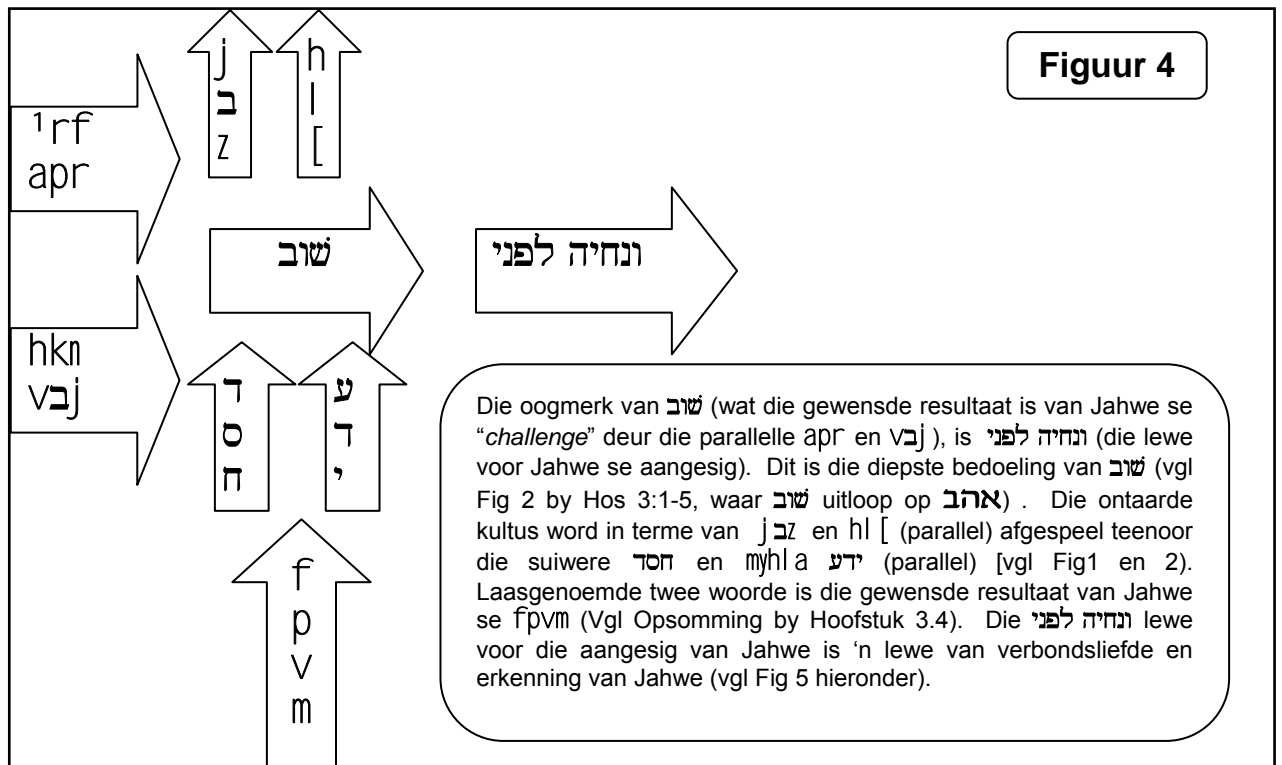 Figuur 4
j
ב
z
h
l
[
¹rf
apr
שׁוב
ונחיה לפני
hkn
vבj
ד
ס
ח
ע
ד
י
f
p
v
m
Die oogmerk van שׁוב (wat die gewensde resultaat is van Jahwe se
“challenge” deur die parallelle apr en vבj ), is ונחיה לפני (die lewe
voor Jahwe se aangesig). Dit is die diepste bedoeling van שׁוב (vgl
Fig 2 by Hos 3:1-5, waar שׁוב uitloop op אהב) . Die ontaarde
kultus word in terme van jבz en hl[ (parallel) afgespeel teenoor
die suiwere חסד en myhla ידע (parallel) [vgl Fig1 en 2).
Laasgenoemde twee woorde is die gewensde resultaat van Jahwe
se fpvm (Vgl Opsomming by Hoofstuk 3.4). Die ונחיה לפני lewe
voor die aangesig van Jahwe is ‘n lewe van verbondsliefde en
erkenning van Jahwe (vgl Fig 5 hieronder).